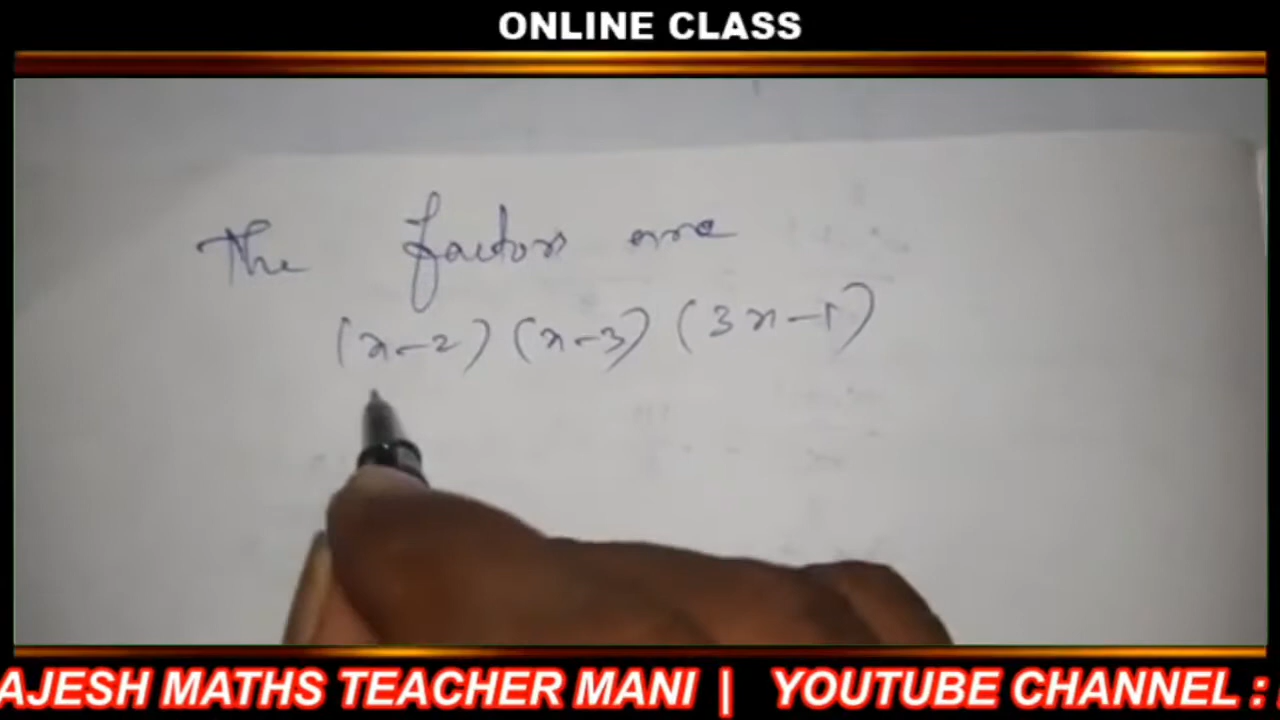 ONLINE CLASS
The factors are
(x-2) (x-3) (3x-1)
AJESH MATHS TEACHER MANI | YOUTUBE CHANNEL :